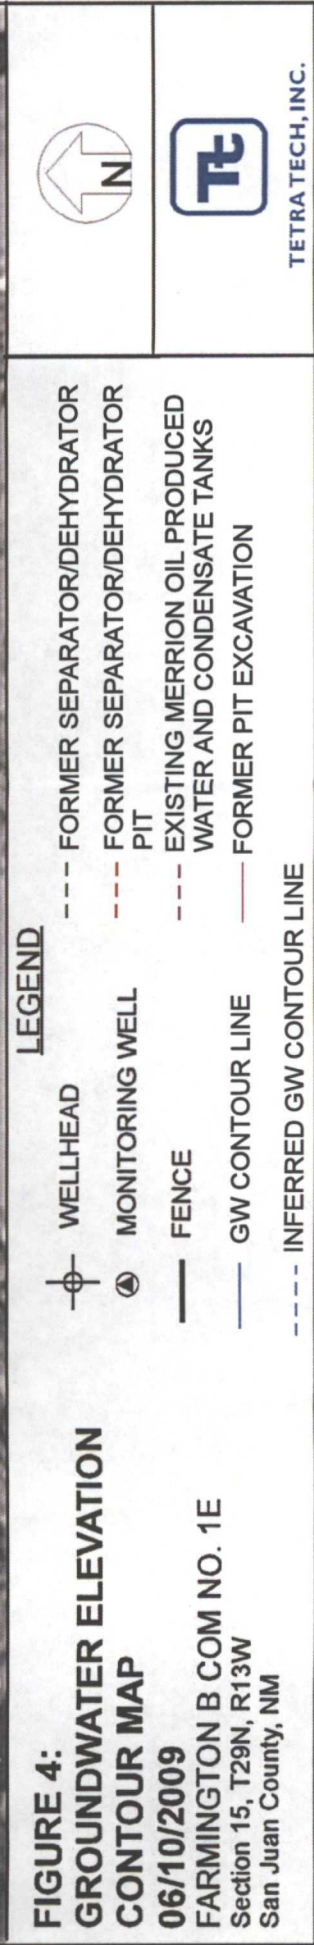 FIGURE 4:
GROUNDWATER ELEVATION
CONTOUR MAP
06/10/2009
FARMINGTON B COM NO. 1E
Section 15, T29N, R13W
San Juan County, NM
LEGEND
WELLHEAD
MONITORING WELL
FENCE
GW CONTOUR LINE
INFERRED GW CONTOUR LINE
FORMER SEPARATOR/DEHYDRATOR
FORMER SEPARATOR/DEHYDRATOR
PIT
EXISTING MERRION OIL PRODUCED
WATER AND CONDENSATE TANKS
FORMER PIT EXCAVATION
N
Tt
TETRA TECH, INC.